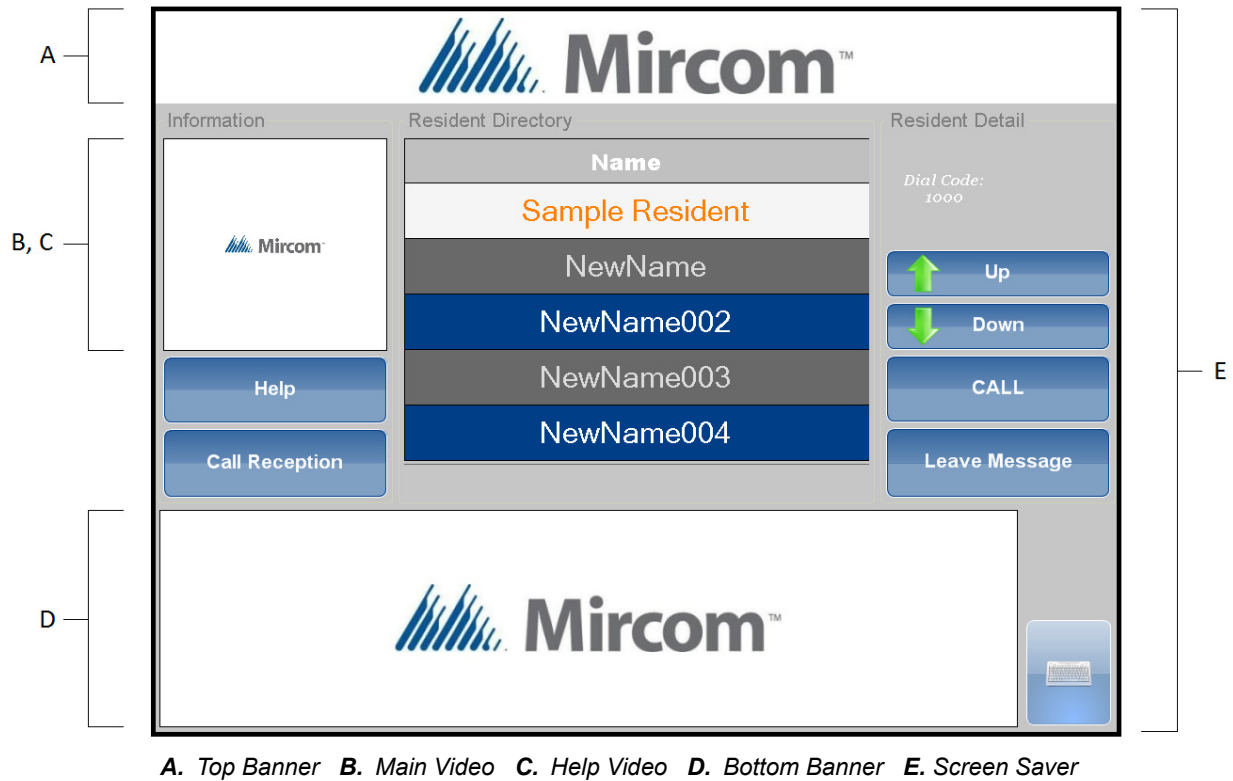 A
Mircom™
Information
Resident Directory
Resident Detail
Name
Dial Code:
1000
Sample Resident
B, C
Mircom
NewName
Up
NewName002
Down
E
Help
NewName003
CALL
NewName004
Call Reception
Leave Message
D
Mircom™
A. Top Banner B. Main Video C. Help Video D. Bottom Banner E. Screen Saver